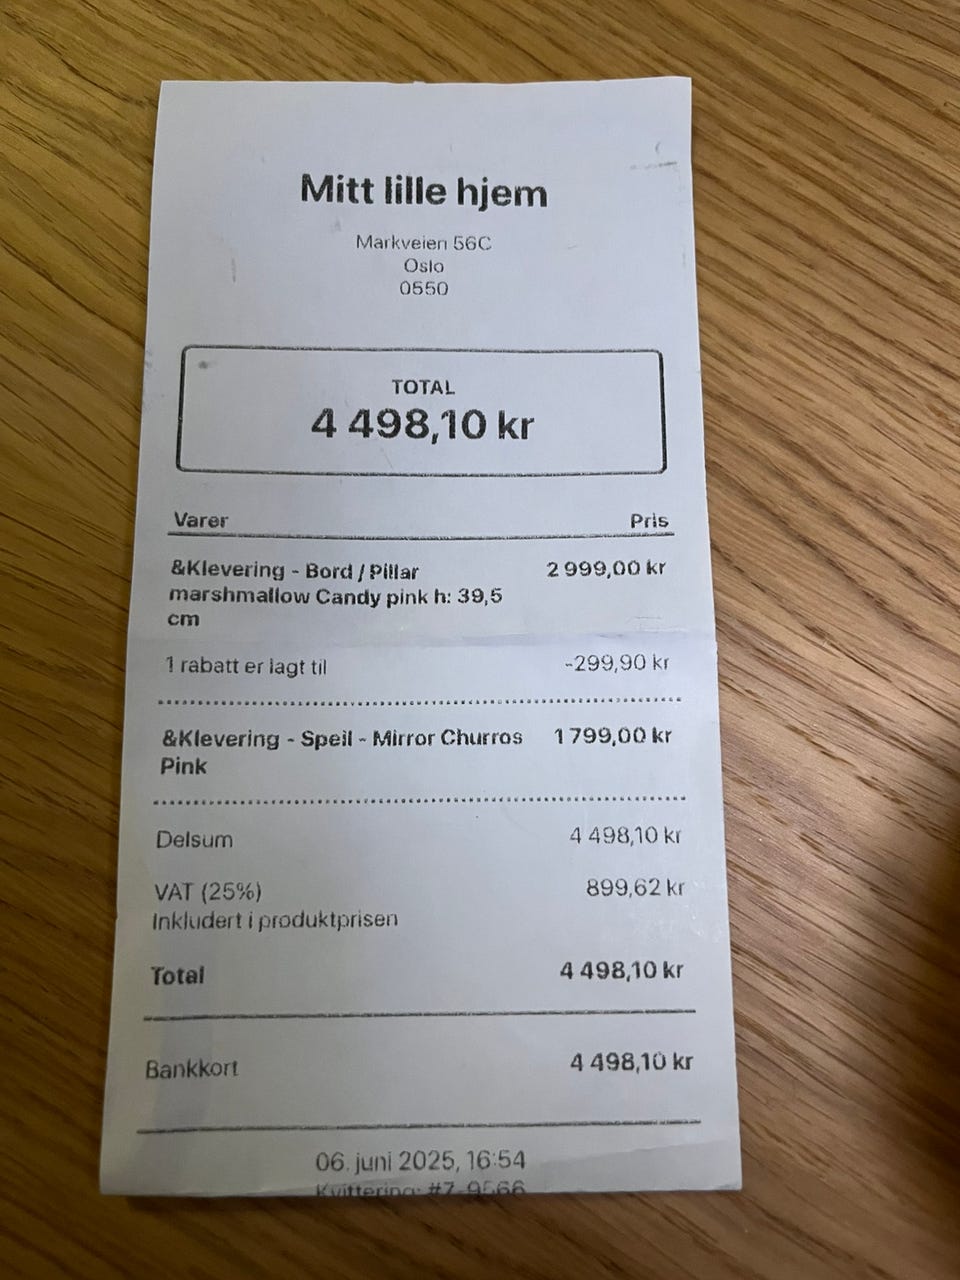 Mitt lille hjem
Markveien 56C
Oslo
0550
TOTAL
4 498,10 kr
Varer Pris
&Klevering - Bord / Pillar 2 999,00 kr
marshmallow Candy pink h: 39,5
cm
1 rabatt er lagt til -299,90 kr
&Klevering - Speil - Mirror Churros 1 799,00 kr
Pink
Delsum 4 498,10 kr
VAT (25%) 899,62 kr
Inkludert i produktprisen
Total 4 498,10 kr
Bankkort 4 498,10 kr
06. juni 2025, 16:54
Kvittering: #7-9566